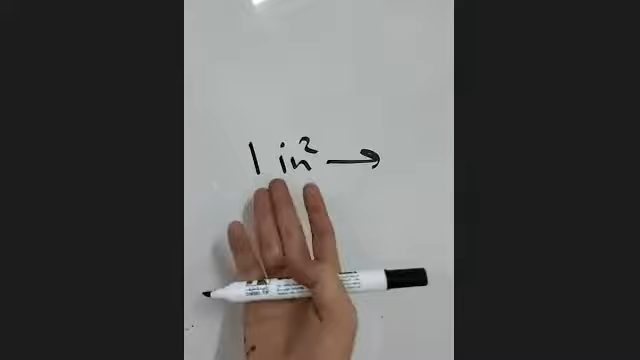 1 in² →